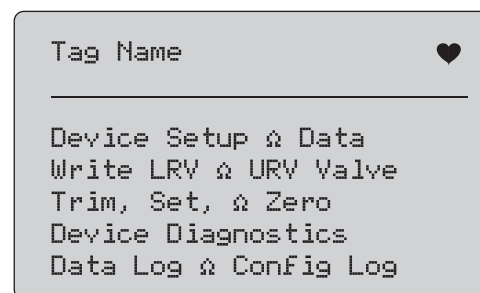 Tag Name ♥
Device Setup Ω Data
Write LRV Ω URV Valve
Trim, Set, Ω Zero
Device Diagnostics
Data Log Ω Config Log